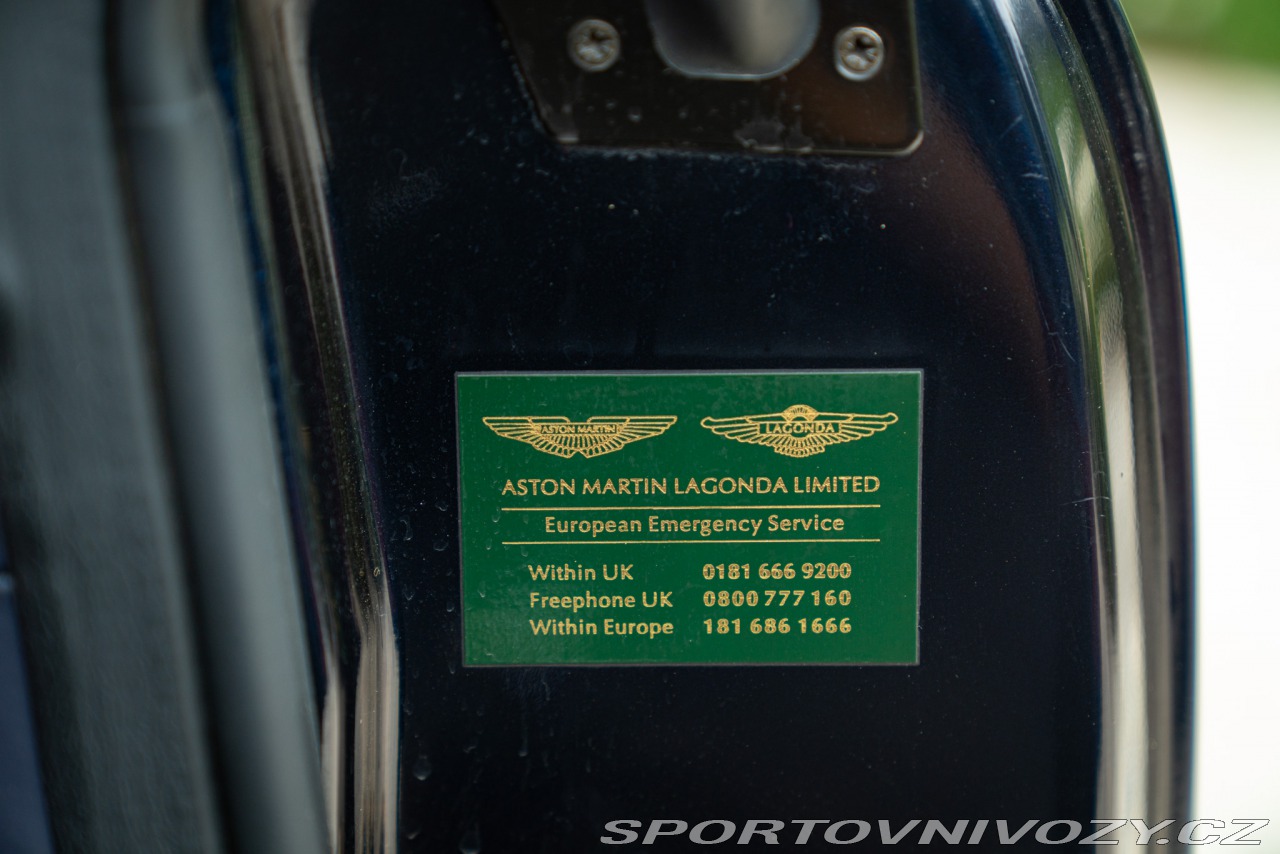 ASTON MARTIN LAGONDA
ASTON MARTIN LAGONDA LIMITED
European Emergency Service
Within UK 0181 666 9200
Freephone UK 0800 777 160
Within Europe 181 686 1666
SPORTOVNIVOZY.CZ